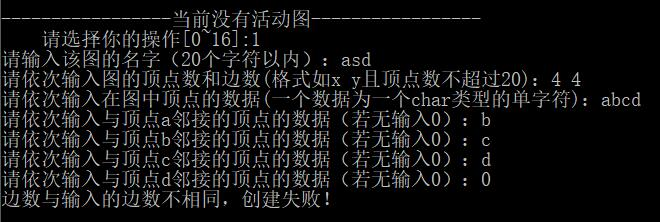 -----------------当前没有活动图-----------------
请选择你的操作[0~16]:1
请输入该图的名字（20个字符以内）：asd
请依次输入图的顶点数和边数(格式如x y且顶点数不超过20)：4 4
请依次输入在图中顶点的数据(一个数据为一个char类型的单字符)：abcd
请依次输入与顶点a邻接的顶点的数据（若无输入0）：b
请依次输入与顶点b邻接的顶点的数据（若无输入0）：c
请依次输入与顶点c邻接的顶点的数据（若无输入0）：d
请依次输入与顶点d邻接的顶点的数据（若无输入0）：0
边数与输入的边数不相同，创建失败！